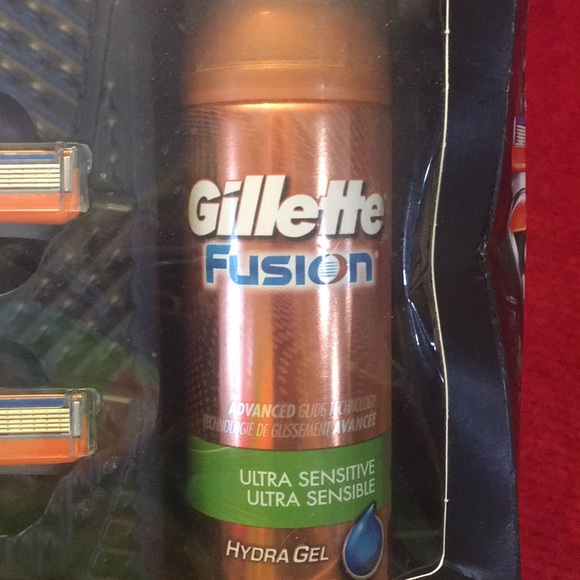 Gillette
Fusion
ADVANCED GLIDE TECHNOLOGY
TECHNOLOGIE DE GLISSEMENT AVANCÉE
ULTRA SENSITIVE
ULTRA SENSIBLE
HYDRA GEL